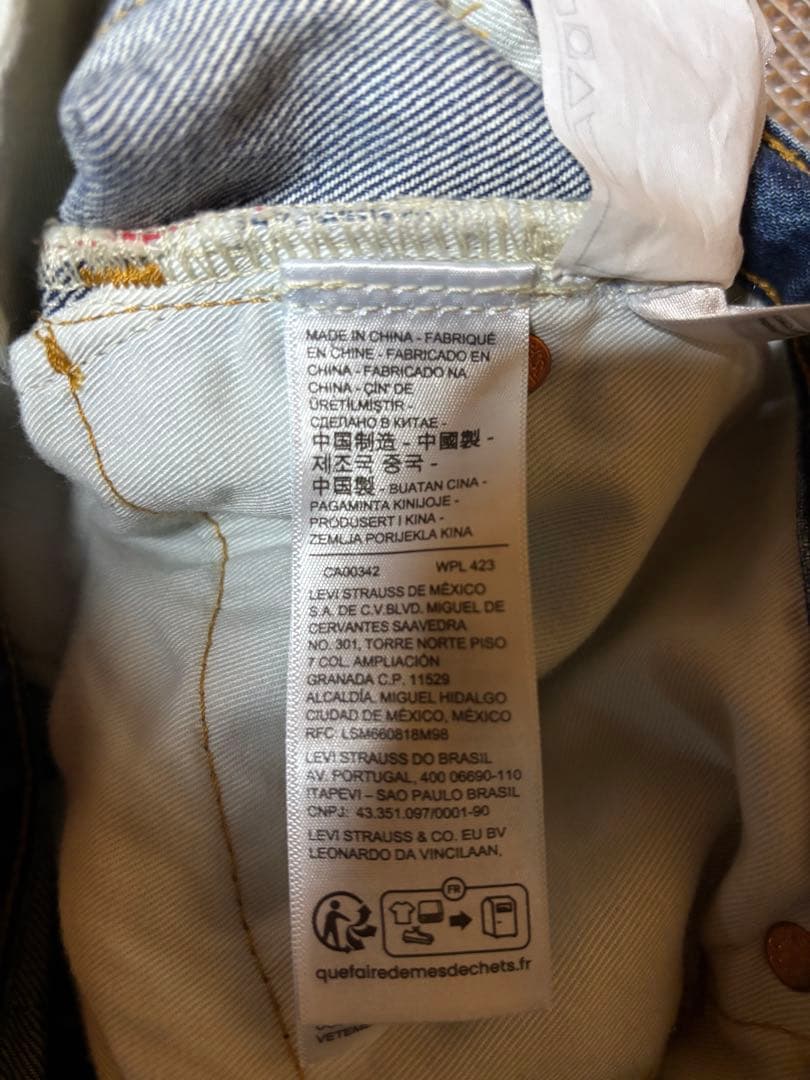 MADE IN CHINA - FABRIQUÉ
EN CHINE - FABRICADO EN
CHINA - FABRICADO NA
CHINA - ÇIN' DE
ÜRETILMIŞTIR -
СДЕЛАНО В КИТАЕ -
中国制造 - 中國製 -
제조국 중국 -
中国製 - BUATAN CINA -
PAGAMINTA KINIJOJE -
PRODUSERT I KINA -
ZEMLJA PORIJEKLA KINA
CA00342 WPL 423
LEVI STRAUSS DE MÉXICO
S.A. DE C.V.BLVD. MIGUEL DE
CERVANTES SAAVEDRA
NO. 301, TORRE NORTE PISO
7 COL. AMPLIACIÓN
GRANADA C.P. 11529
ALCALDÍA. MIGUEL HIDALGO
CIUDAD DE MÉXICO, MÉXICO
RFC: LSM660818M98
LEVI STRAUSS DO BRASIL
AV. PORTUGAL, 400 06690-110
ITAPEVI – SAO PAULO BRASIL
CNPJ: 43.351.097/0001-90
LEVI STRAUSS & CO. EU BV
LEONARDO DA VINCILAAN,
FR
quefairedemesdechets.fr